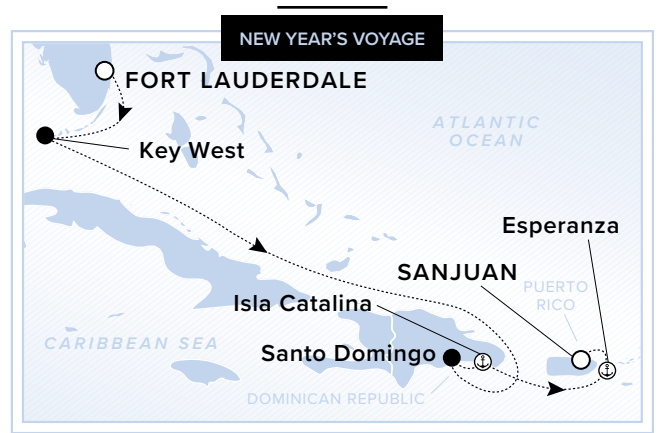 NEW YEAR'S VOYAGE
FORT LAUDERDALE
ATLANTIC
OCEAN
Key West
Esperanza
SANJUAN
PUERTO
RICO
Isla Catalina
CARIBBEAN SEA
Santo Domingo
DOMINICAN REPUBLIC